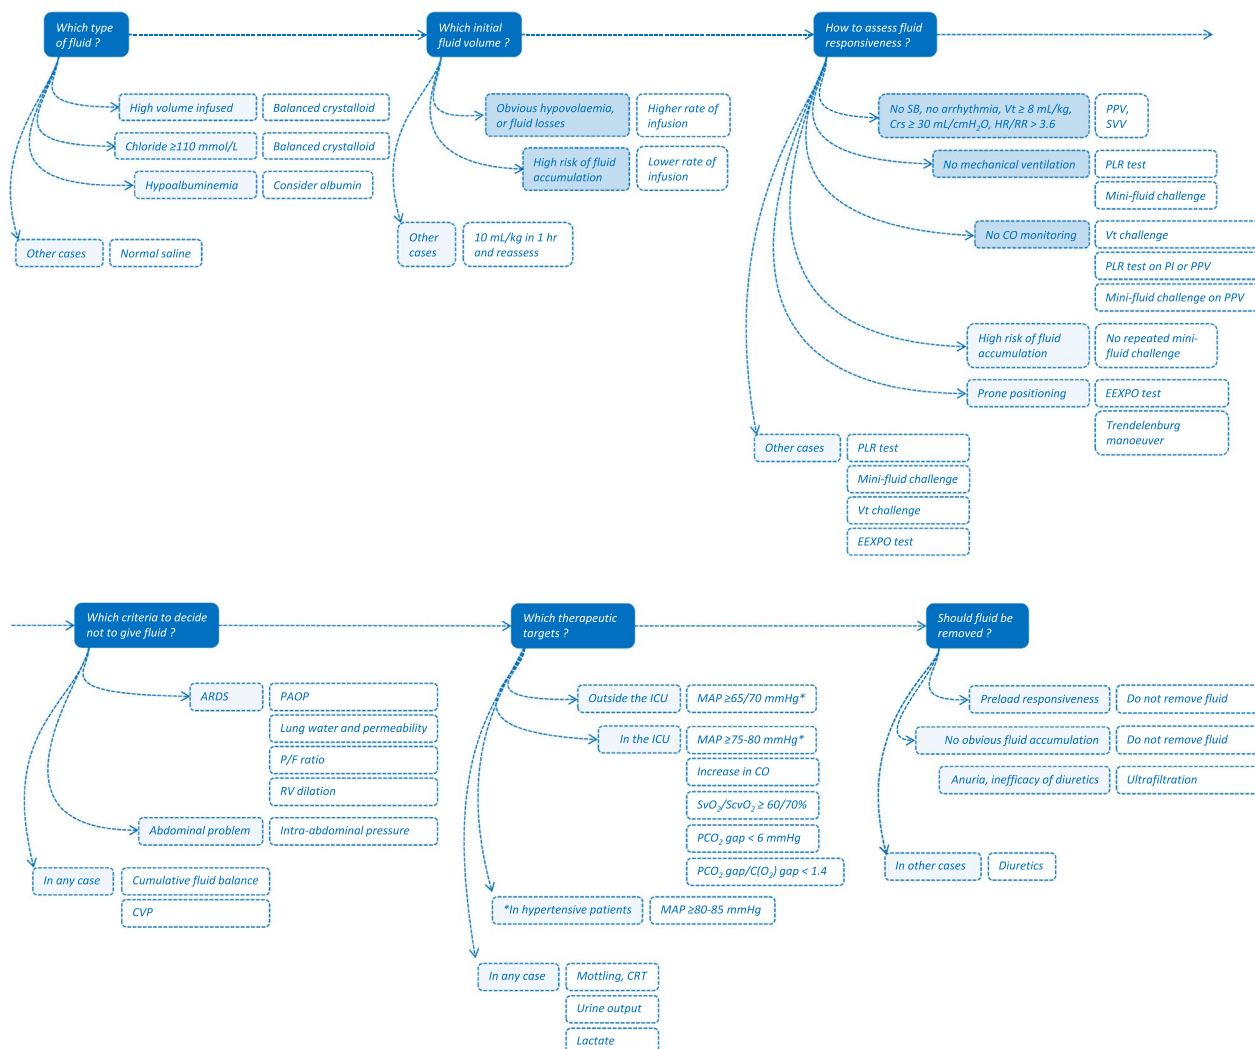 Which type
of fluid ?
High volume infused
Balanced crystalloid
Chloride ≥110 mmol/L
Balanced crystalloid
Hypoalbuminemia
Consider albumin
Other cases
Normal saline
Which initial
fluid volume ?
Obvious hypovolaemia,
or fluid losses
Higher rate of
infusion
High risk of fluid
accumulation
Lower rate of
infusion
Other
cases
10 mL/kg in 1 hr
and reassess
How to assess fluid
responsiveness ?
No SB, no arrhythmia, Vt ≥ 8 mL/kg,
Crs ≥ 30 mL/cmH₂O, HR/RR > 3.6
PPV,
SVV
No mechanical ventilation
PLR test
Mini-fluid challenge
No CO monitoring
Vt challenge
PLR test on PI or PPV
Mini-fluid challenge on PPV
High risk of fluid
accumulation
No repeated mini-
fluid challenge
Prone positioning
EEXPO test
Trendelenburg
manoeuver
Other cases
PLR test
Mini-fluid challenge
Vt challenge
EEXPO test
Which criteria to decide
not to give fluid ?
ARDS
PAOP
Lung water and permeability
P/F ratio
RV dilation
Abdominal problem
Intra-abdominal pressure
In any case
Cumulative fluid balance
CVP
Which therapeutic
targets ?
Outside the ICU
MAP ≥65/70 mmHg*
In the ICU
MAP ≥75-80 mmHg*
Increase in CO
SvO₂/ScvO₂ ≥ 60/70%
PCO₂ gap < 6 mmHg
PCO₂ gap/C(O₂) gap < 1.4
*In hypertensive patients
MAP ≥80-85 mmHg
In any case
Mottling, CRT
Urine output
Lactate
Should fluid be
removed ?
Preload responsiveness
Do not remove fluid
No obvious fluid accumulation
Do not remove fluid
Anuria, inefficacy of diuretics
Ultrafiltration
In other cases
Diuretics